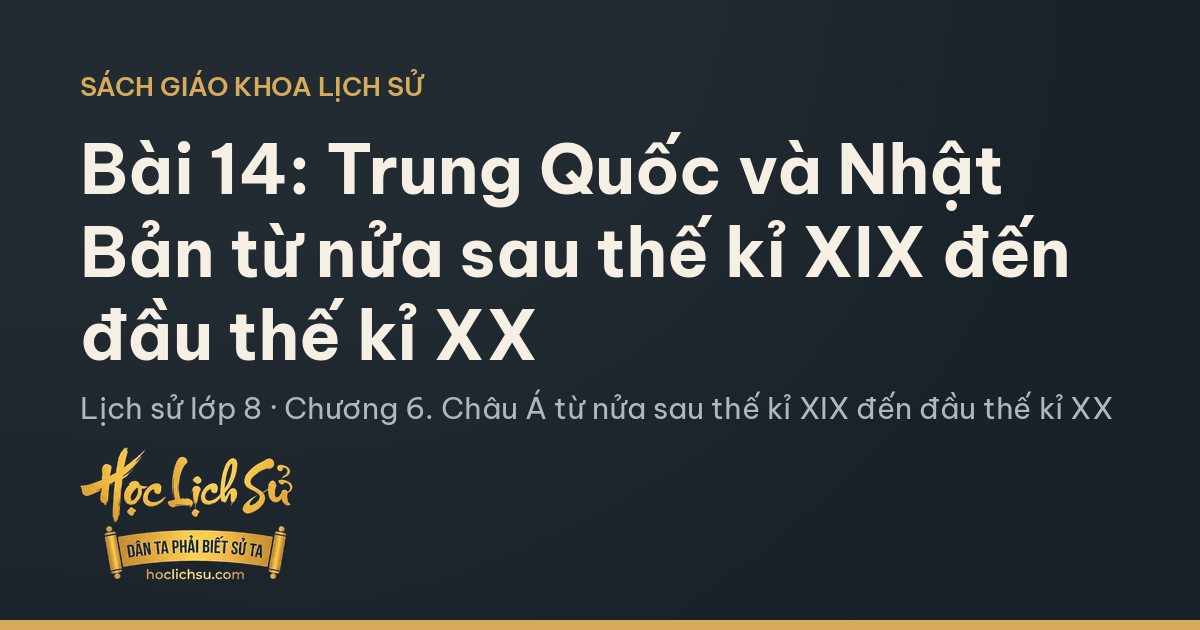 SÁCH GIÁO KHOA LỊCH SỬ
Bài 14: Trung Quốc và Nhật
Bản từ nửa sau thế kỉ XIX đến
đầu thế kỉ XX
Lịch sử lớp 8 · Chương 6. Châu Á từ nửa sau thế kỉ XIX đến đầu thế kỉ XX
Học Lịch Sử
DÂN TA PHẢI BIẾT SỬ TA
hoclichsu.com